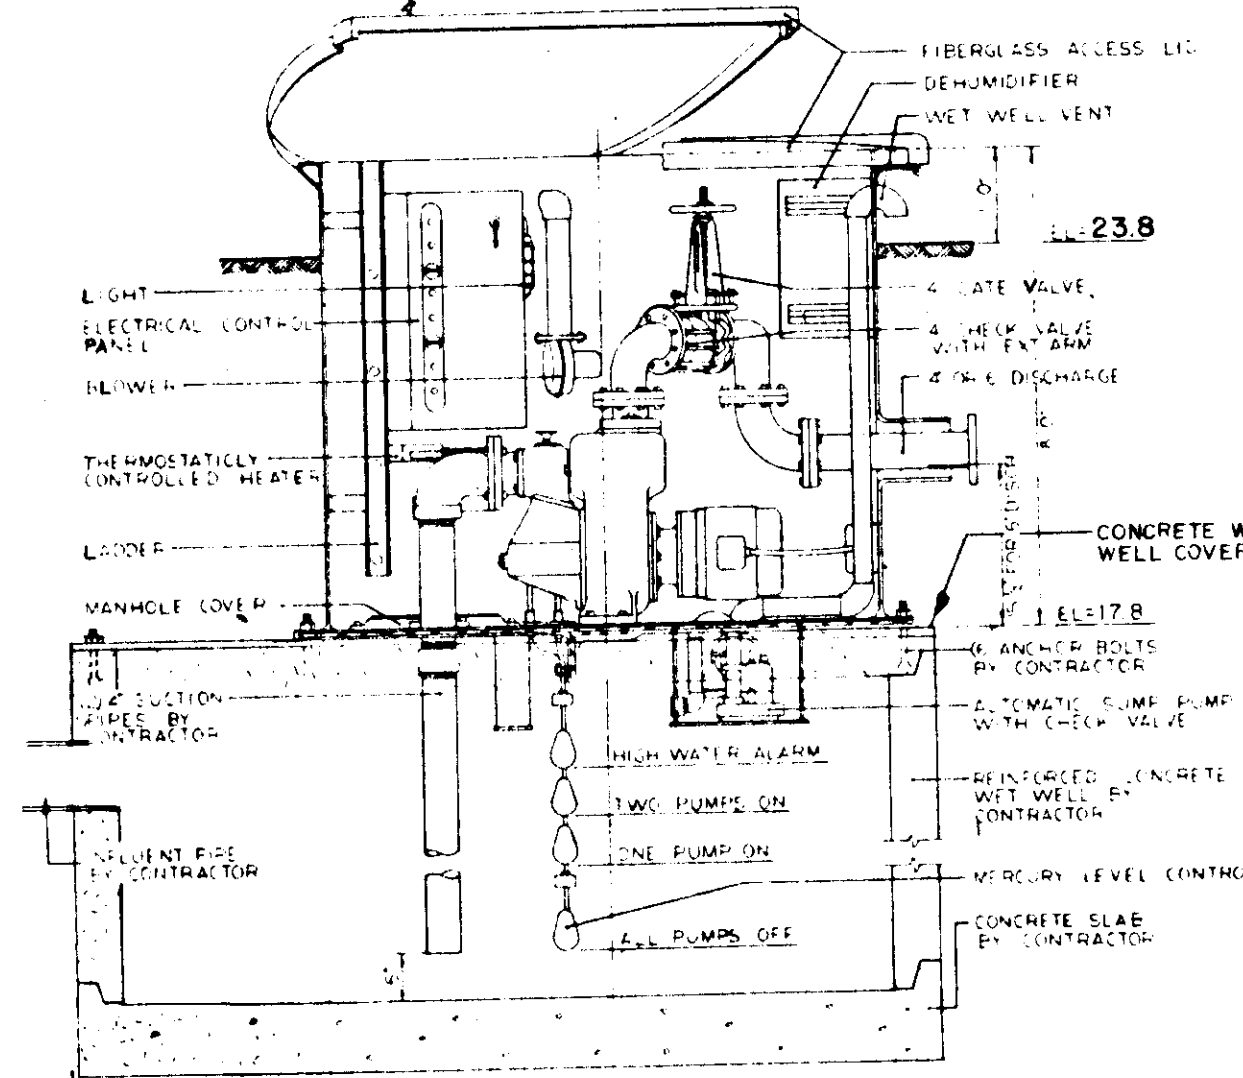 FIBERGLASS ACCESS LID
DEHUMIDIFIER
WET WELL VENT
EL=23.8
LIGHT
ELECTRICAL CONTROL
PANEL
BLOWER
THERMOSTATICLY
CONTROLLED HEATER
LADDER
MANHOLE COVER
4" GATE VALVE
4" CHECK VALVE
WITH EXT ARM
4" OR 6" DISCHARGE
CONCRETE W
WELL COVER
EL=17.8
ANCHOR BOLTS
BY CONTRACTOR
SUCTION
PIPES BY
CONTRACTOR
AUTOMATIC SUMP PUMP
WITH CHECK VALVE
HIGH WATER ALARM
TWO PUMPS ON
ONE PUMP ON
ALL PUMPS OFF
REINFORCED CONCRETE
WET WELL BY
CONTRACTOR
INFLUENT PIPE
BY CONTRACTOR
MERCURY LEVEL CONTRO
CONCRETE SLAB
BY CONTRACTOR